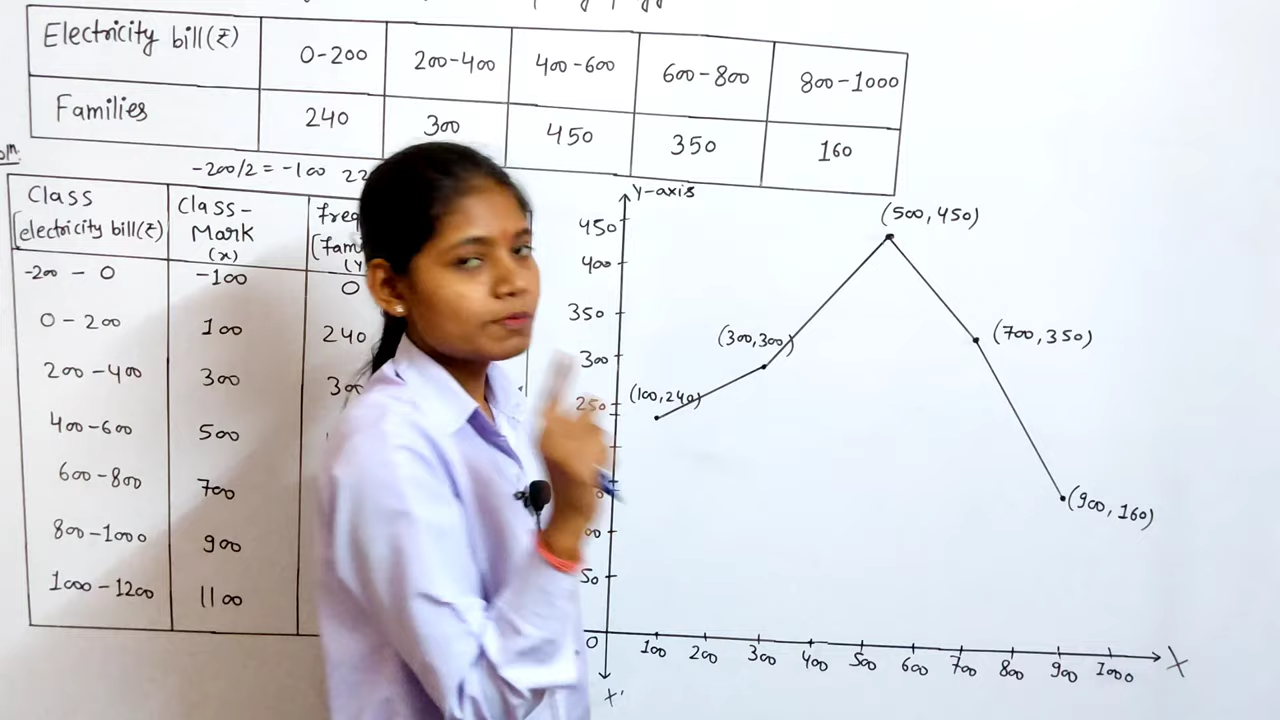 Electricity bill(₹) 0-200 200-400 400-600 600-800 800-1000
Families 240 300 450 350 160
-200/2 = -100
Class
[electricity bill(₹)
Class-
Mark
(x)
-200 - 0 -100 0
0-200 100 240
200-400 300
400-600 500
600-800 700
800-1000 900
1000-1200 1100
Y-axis
450
400
350
300
250
50
0
100 200 300 400 500 600 700 800 900 1000 X
X'
(100,240)
(300,300)
(500,450)
(700,350)
(900,160)